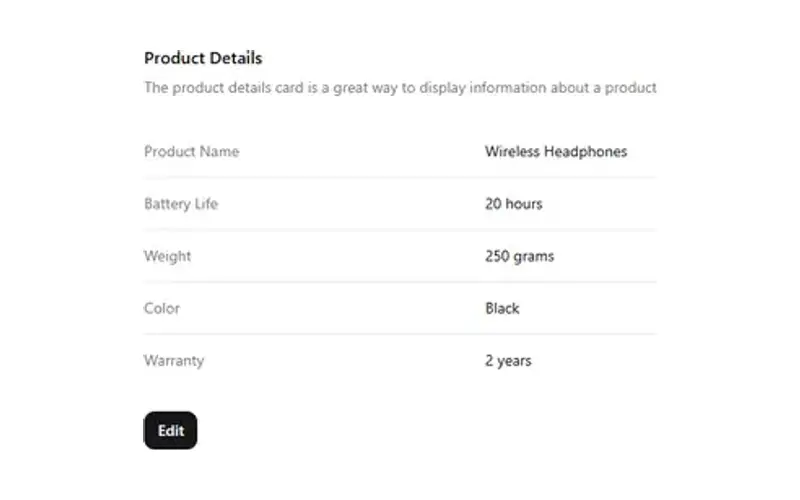 Product Details
The product details card is a great way to display information about a product
Product Name Wireless Headphones
Battery Life 20 hours
Weight 250 grams
Color Black
Warranty 2 years
Edit